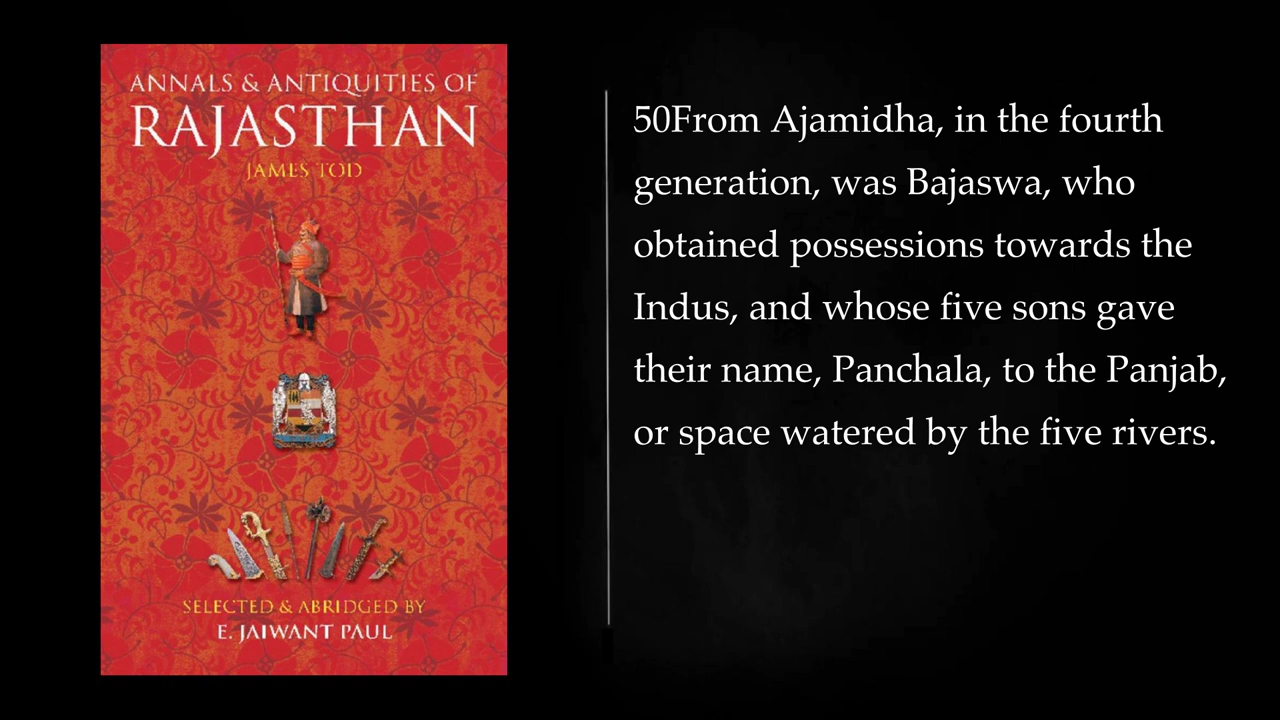 ANNALS & ANTIQUITIES OF
RAJASTHAN
JAMES TOD
SELECTED & ABRIDGED BY
E. JAIWANT PAUL
50From Ajamidha, in the fourth
generation, was Bajaswa, who
obtained possessions towards the
Indus, and whose five sons gave
their name, Panchala, to the Panjab,
or space watered by the five rivers.